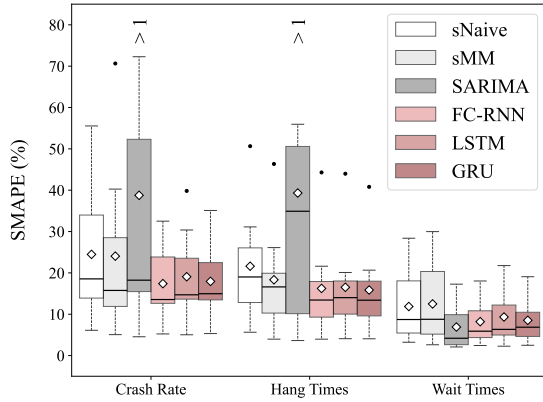 80
70
60
50
40
30
20
10
0
SMAPE (%)
> 1
> 1
sNaive
sMM
SARIMA
FC-RNN
LSTM
GRU
Crash Rate
Hang Times
Wait Times